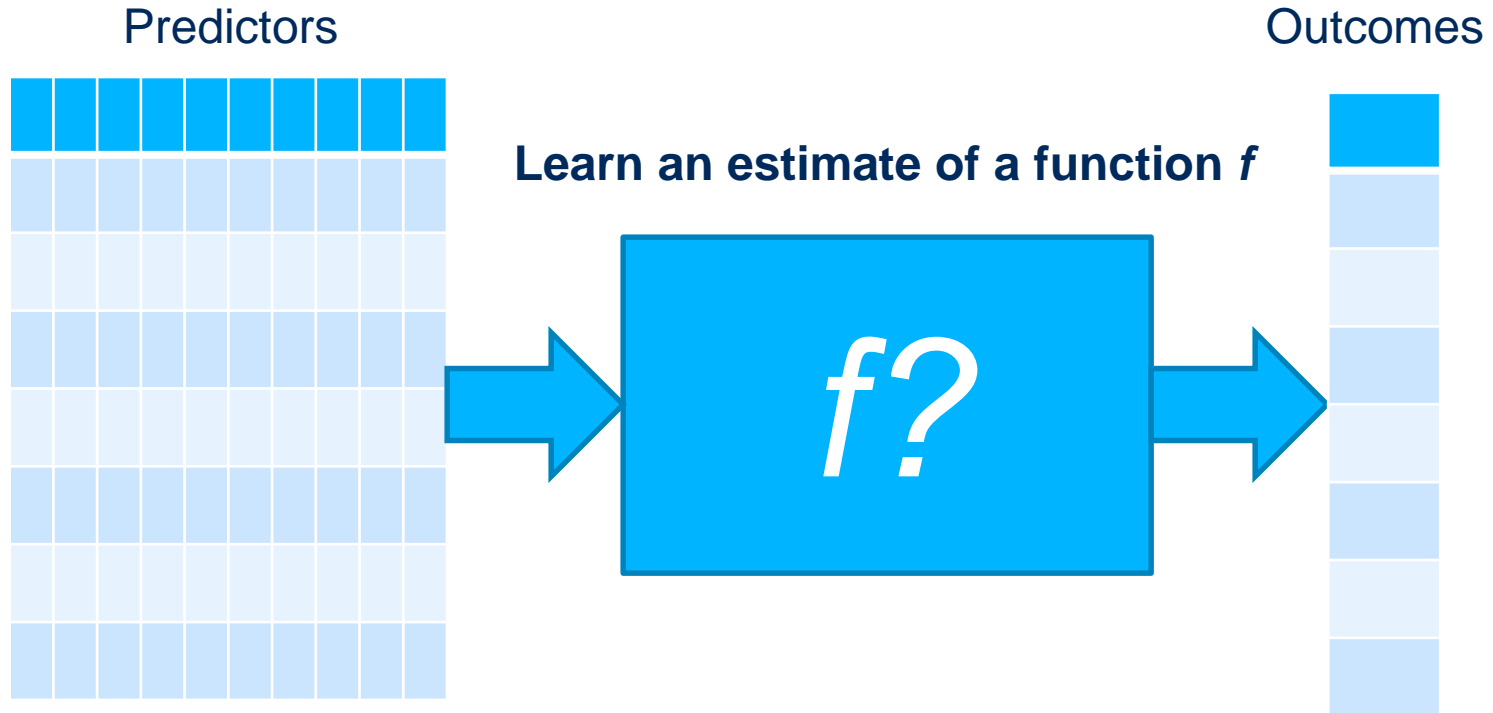 Predictors
Outcomes
Learn an estimate of a function f
f?